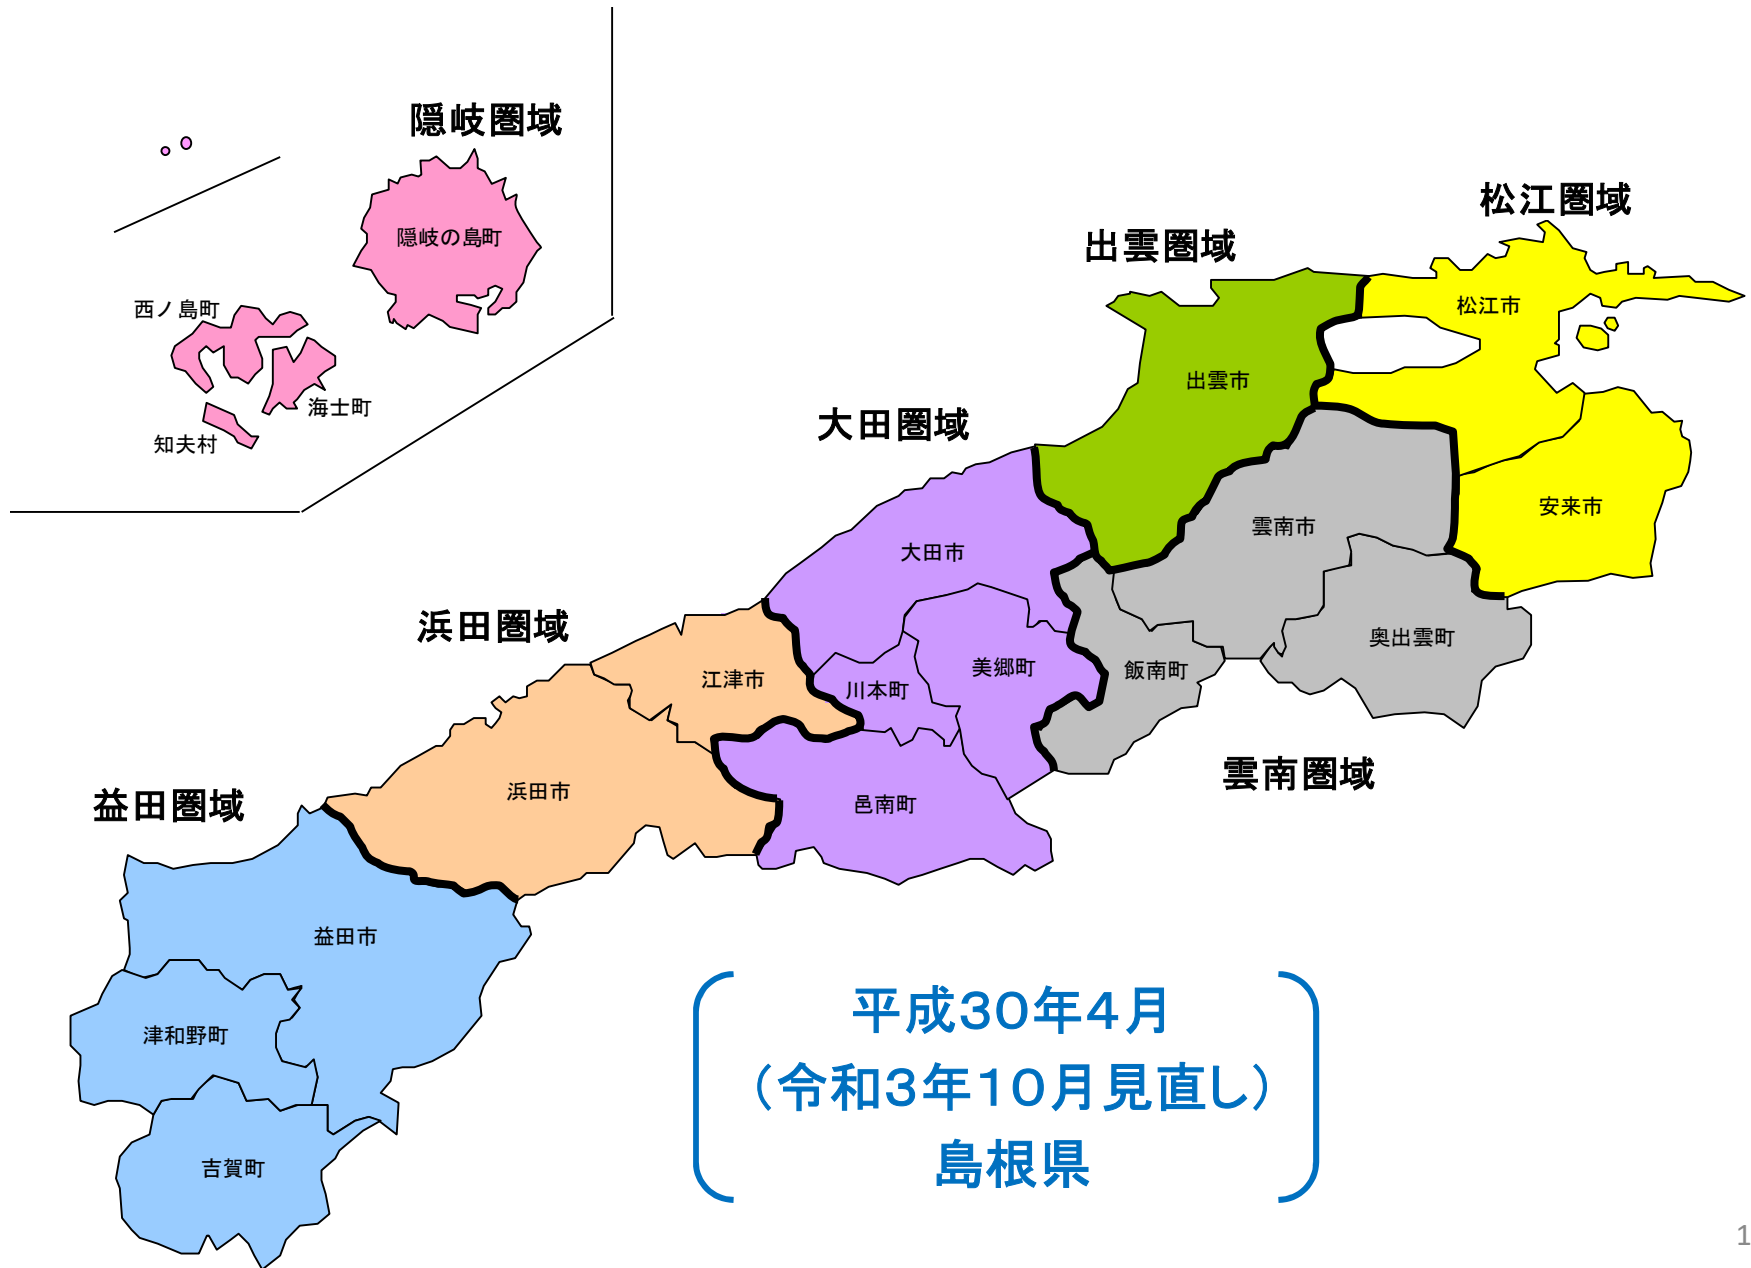 隠岐圏域
隠岐の島町
西ノ島町
海士町
知夫村
松江圏域
出雲圏域
松江市
出雲市
大田圏域
安来市
雲南市
大田市
浜田圏域
奥出雲町
美郷町
飯南町
江津市
川本町
雲南圏域
浜田市
邑南町
益田圏域
益田市
津和野町
吉賀町
平成30年4月
（令和3年10月見直し）
島根県
1